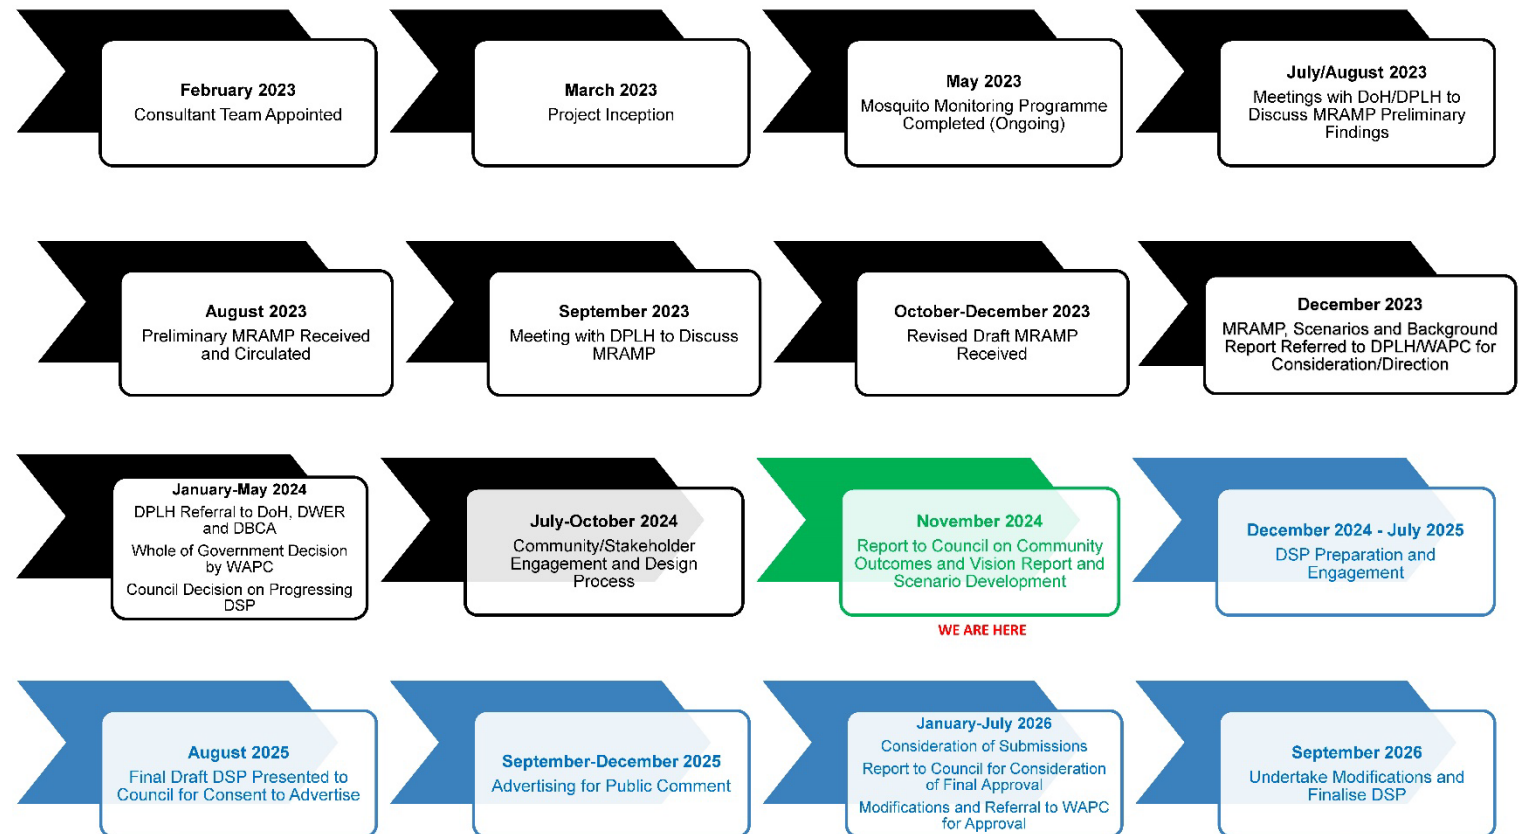 February 2023
Consultant Team Appointed
March 2023
Project Inception
May 2023
Mosquito Monitoring Programme
Completed (Ongoing)
July/August 2023
Meetings wih DoH/DPLH to
Discuss MRAMP Preliminary
Findings
August 2023
Preliminary MRAMP Received
and Circulated
September 2023
Meeting with DPLH to Discuss
MRAMP
October-December 2023
Revised Draft MRAMP
Received
December 2023
MRAMP, Scenarios and Background
Report Referred to DPLH/WAPC for
Consideration/Direction
January-May 2024
DPLH Referral to DoH, DWER
and DBCA
Whole of Government Decision
by WAPC
Council Decision on Progressing
DSP
July-October 2024
Community/Stakeholder
Engagement and Design
Process
November 2024
Report to Council on Community
Outcomes and Vision Report and
Scenario Development
WE ARE HERE
December 2024 - July 2025
DSP Preparation and
Engagement
August 2025
Final Draft DSP Presented to
Council for Consent to Advertise
September-December 2025
Advertising for Public Comment
January-July 2026
Consideration of Submissions
Report to Council for Consideration
of Final Approval
Modifications and Referral to WAPC
for Approval
September 2026
Undertake Modifications and
Finalise DSP